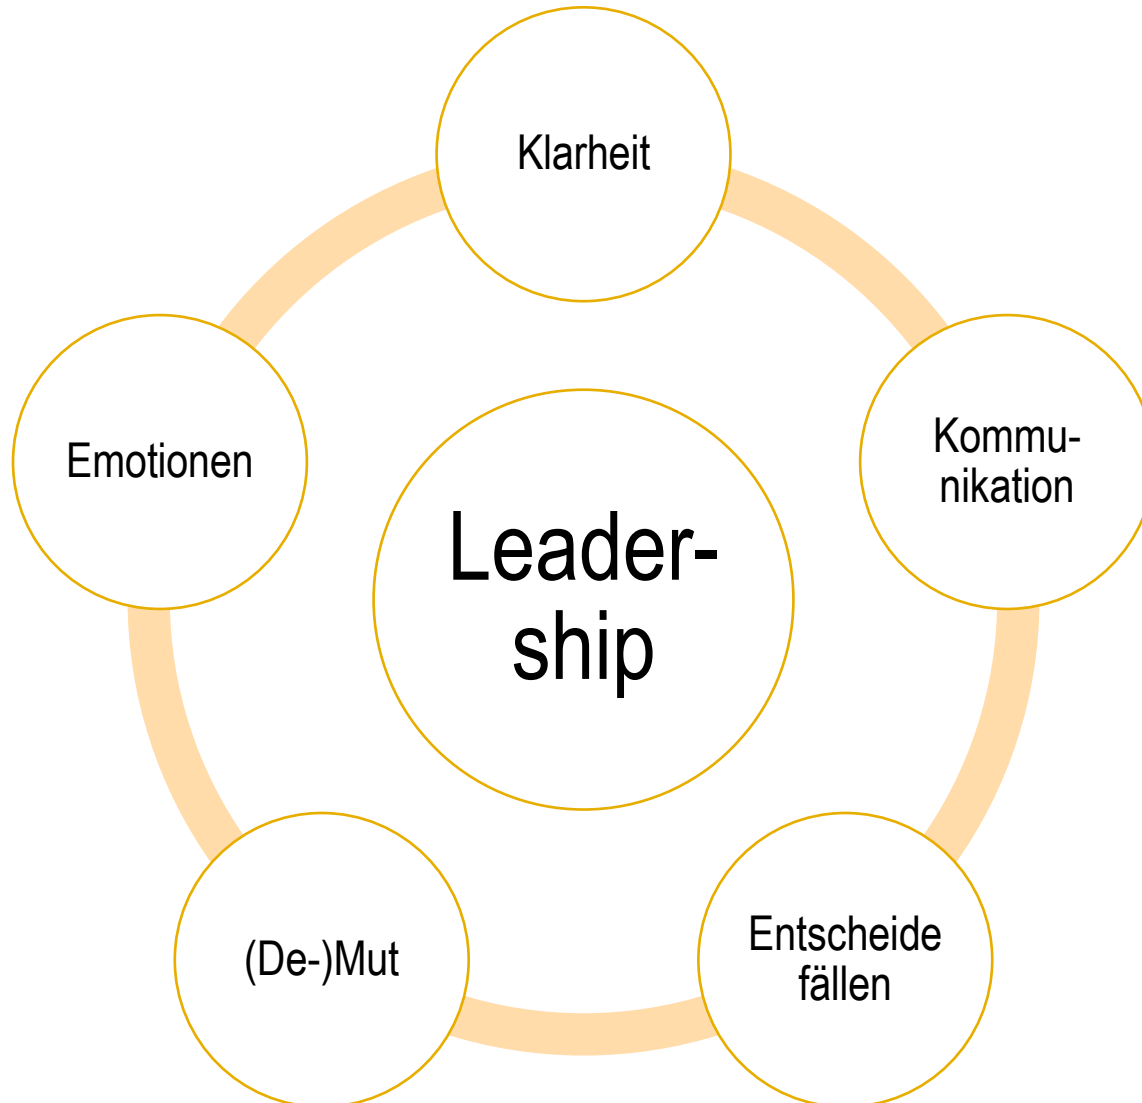 Klarheit
Kommu-
nikation
Entscheide
fällen
(De-)Mut
Emotionen
Leader-
ship